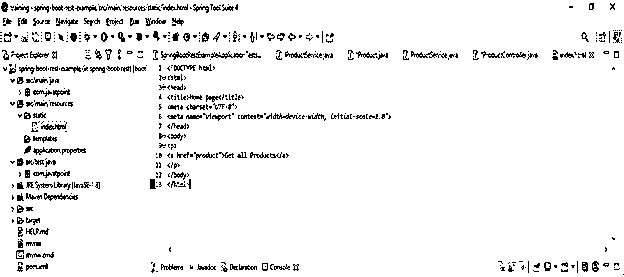 training - spring-boot-rest-example/src/main/resources/static/index.html - Spring Tool Suite 4
File Edit Source Navigate Search Project Run Window Help
Project Explorer
SpringBootRestExampleApplicationTests... ProductService.java *Product.java ProductService.java *ProductController.java index.html
spring-boot-rest-example [boot]
src/main/java
com.javatpoint
src/main/resources
static
index.html
templates
application.properties
src/test/java
com.javatpoint
JRE System Library [JavaSE-1.8]
Maven Dependencies
src
target
HELP.md
mvnw
mvnw.cmd
pom.xml
1 <!DOCTYPE html>
2 <html>
3 <head>
4 <title>Home page</title>
5 <meta charset="UTF-8">
6 <meta name="viewport" content="width=device-width, initial-scale=1.0">
7 </head>
8 <body>
9 <p>
10 <a href="product">Get all Products</a>
11 </p>
12 </body>
13 </html>
Problems Javadoc Declaration Console